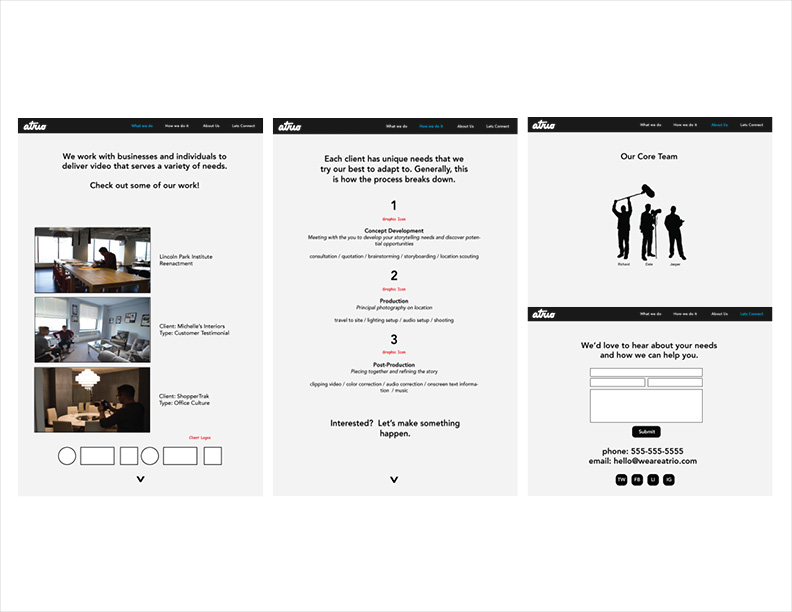 atrio
What we do
How we do it
About Us
Lets Connect
We work with businesses and individuals to
deliver video that serves a variety of needs.
Check out some of our work!
Lincoln Park Institute
Reenactment
Client: Michelle's Interiors
Type: Customer Testimonial
Client: ShopperTrak
Type: Office Culture
Client Logos
atrio
What we do
How we do it
About Us
Lets Connect
Each client has unique needs that we
try our best to adapt to. Generally, this
is how the process breaks down.
1
Graphic Icon
Concept Development
Meeting with the you to develop your storytelling needs and discover poten-
tial opportunities
consultation / quotation / brainstorming / storyboarding / location scouting
2
Graphic Icon
Production
Principal photography on location
travel to site / lighting setup / audio setup / shooting
3
Graphic Icon
Post-Production
Piecing together and refining the story
clipping video / color correction / audio correction / onscreen text informa-
tion / music
Interested? Let's make something
happen.
atrio
What we do
How we do it
About Us
Lets Connect
Our Core Team
Richard
Cole
Jasper
atrio
What we do
How we do it
About Us
Lets Connect
We'd love to hear about your needs
and how we can help you.
Submit
phone: 555-555-5555
email: hello@weareatrio.com
TW
FB
LI
IG